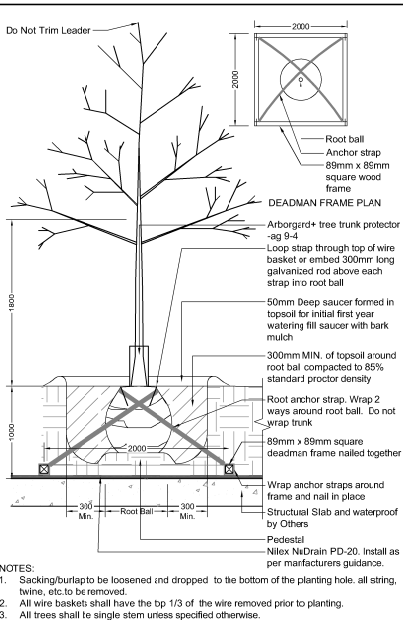 Do Not Trim Leader
2000
2000
Root ball
Anchor strap
89mm x 89mm
square wood
frame
DEADMAN FRAME PLAN
Arborgard+ tree trunk protector
-ag 9-4
Loop strap through top of wire
basket or embed 300mm long
galvanized rod above each
strap into root ball
50mm Deep saucer formed in
topsoil for initial first year
watering fill saucer with bark
mulch
300mm MIN. of topsoil around
root ball compacted to 85%
standard proctor density
Root anchor strap. Wrap 2
ways around root ball. Do not
wrap trunk
89mm x 89mm square
deadman frame nailed together
Wrap anchor straps around
frame and nail in place
Structual Slab and waterproof
by Others
Pedestal
Nilex NuDrain PD-20. Install as
per manfacturers guidance.
1800
1000
2000
300
Min.
Root Ball
300
Min.
NOTES:
1. Sacking/burlap to be loosened and dropped to the bottom of the planting hole. all string,
twine, etc.to be removed.
2. All wire baskets shall have the top 1/3 of the wire removed prior to planting.
3. All trees shall be single stem unless specified otherwise.